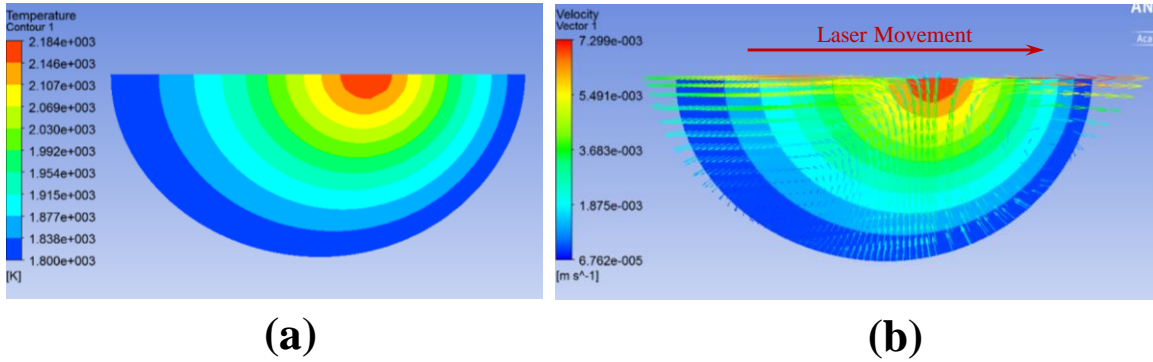 Temperature
Contour 1
2.184e+003
2.146e+003
2.107e+003
2.069e+003
2.030e+003
1.992e+003
1.954e+003
1.915e+003
1.877e+003
1.838e+003
1.800e+003
[K]
(a)
Velocity
Vector 1
7.299e-003
5.491e-003
3.683e-003
1.875e-003
6.762e-005
[m s^-1]
Laser Movement
AN
Aca
(b)